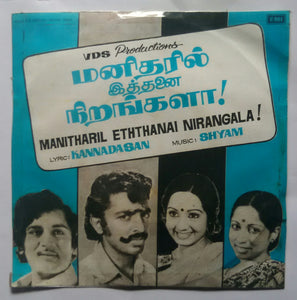 VDS Productions
மனிதரில்
இத்தனை
நிறங்களா!
MANITHARIL ETHTHANAI NIRANGALA!
LYRIC: KANNADASAN MUSIC: SHYAM